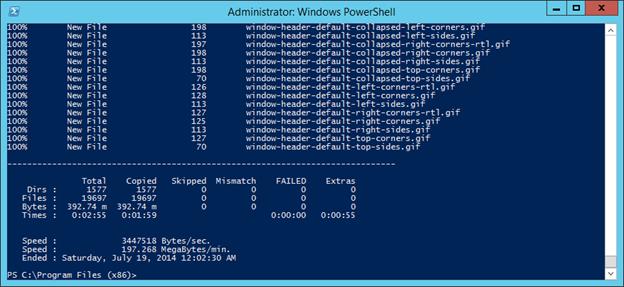 Administrator: Windows PowerShell
100% New File 198 window-header-default-collapsed-left-corners.gif
100% New File 113 window-header-default-collapsed-left-sides.gif
100% New File 197 window-header-default-collapsed-right-corners-rtl.gif
100% New File 198 window-header-default-collapsed-right-corners.gif
100% New File 113 window-header-default-collapsed-right-sides.gif
100% New File 198 window-header-default-collapsed-top-corners.gif
100% New File 70 window-header-default-collapsed-top-sides.gif
100% New File 126 window-header-default-left-corners-rtl.gif
100% New File 128 window-header-default-left-corners.gif
100% New File 113 window-header-default-left-sides.gif
100% New File 127 window-header-default-right-corners-rtl.gif
100% New File 125 window-header-default-right-corners.gif
100% New File 113 window-header-default-right-sides.gif
100% New File 127 window-header-default-top-corners.gif
100% New File 70 window-header-default-top-sides.gif
------------------------------------------------------------------------------
Total Copied Skipped Mismatch FAILED Extras
Dirs : 1577 1577 0 0 0 0
Files : 19697 19697 0 0 0 0
Bytes : 392.74 m 392.74 m 0 0 0 0
Times : 0:02:55 0:01:59 0:00:00 0:00:55
Speed : 3447518 Bytes/sec.
Speed : 197.268 MegaBytes/min.
Ended : Saturday, July 19, 2014 12:02:30 AM
PS C:\Program Files (x86)>